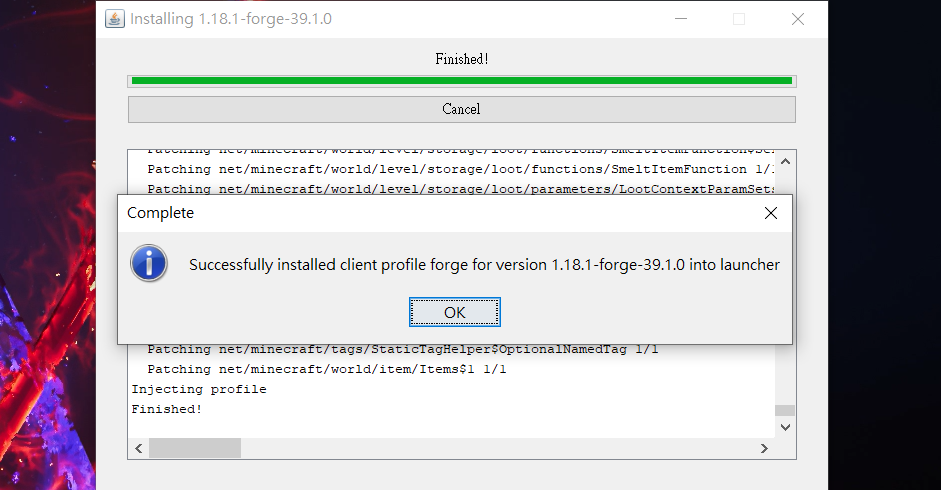 Installing 1.18.1-forge-39.1.0
Finished!
Cancel
Patching net/minecraft/world/level/storage/loot/functions/SmeltItemFunction$Se
Patching net/minecraft/world/level/storage/loot/functions/SmeltItemFunction 1/1
Patching net/minecraft/world/level/storage/loot/parameters/LootContextParamSets
Complete
Successfully installed client profile forge for version 1.18.1-forge-39.1.0 into launcher
OK
Patching net/minecraft/tags/StaticTagHelper$OptionalNamedTag 1/1
Patching net/minecraft/world/item/Items$1 1/1
Injecting profile
Finished!